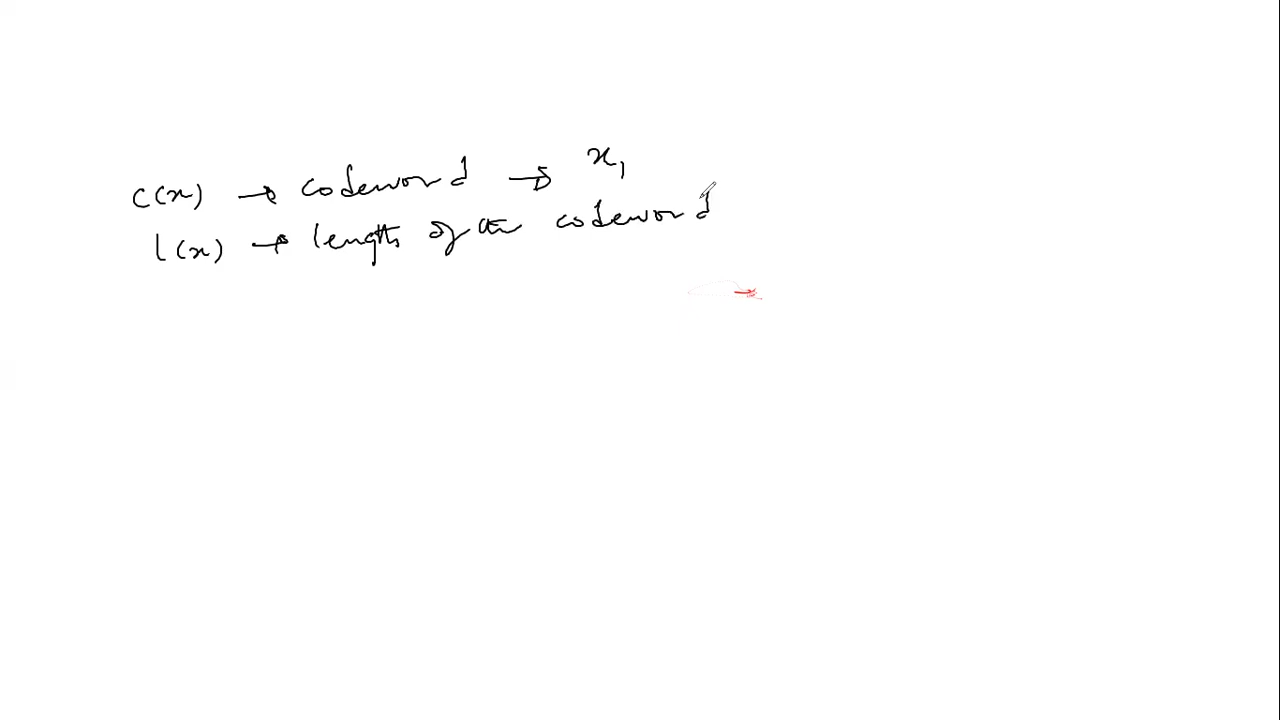 c(x) → codeword → x₁
l(x) → length of the codeword